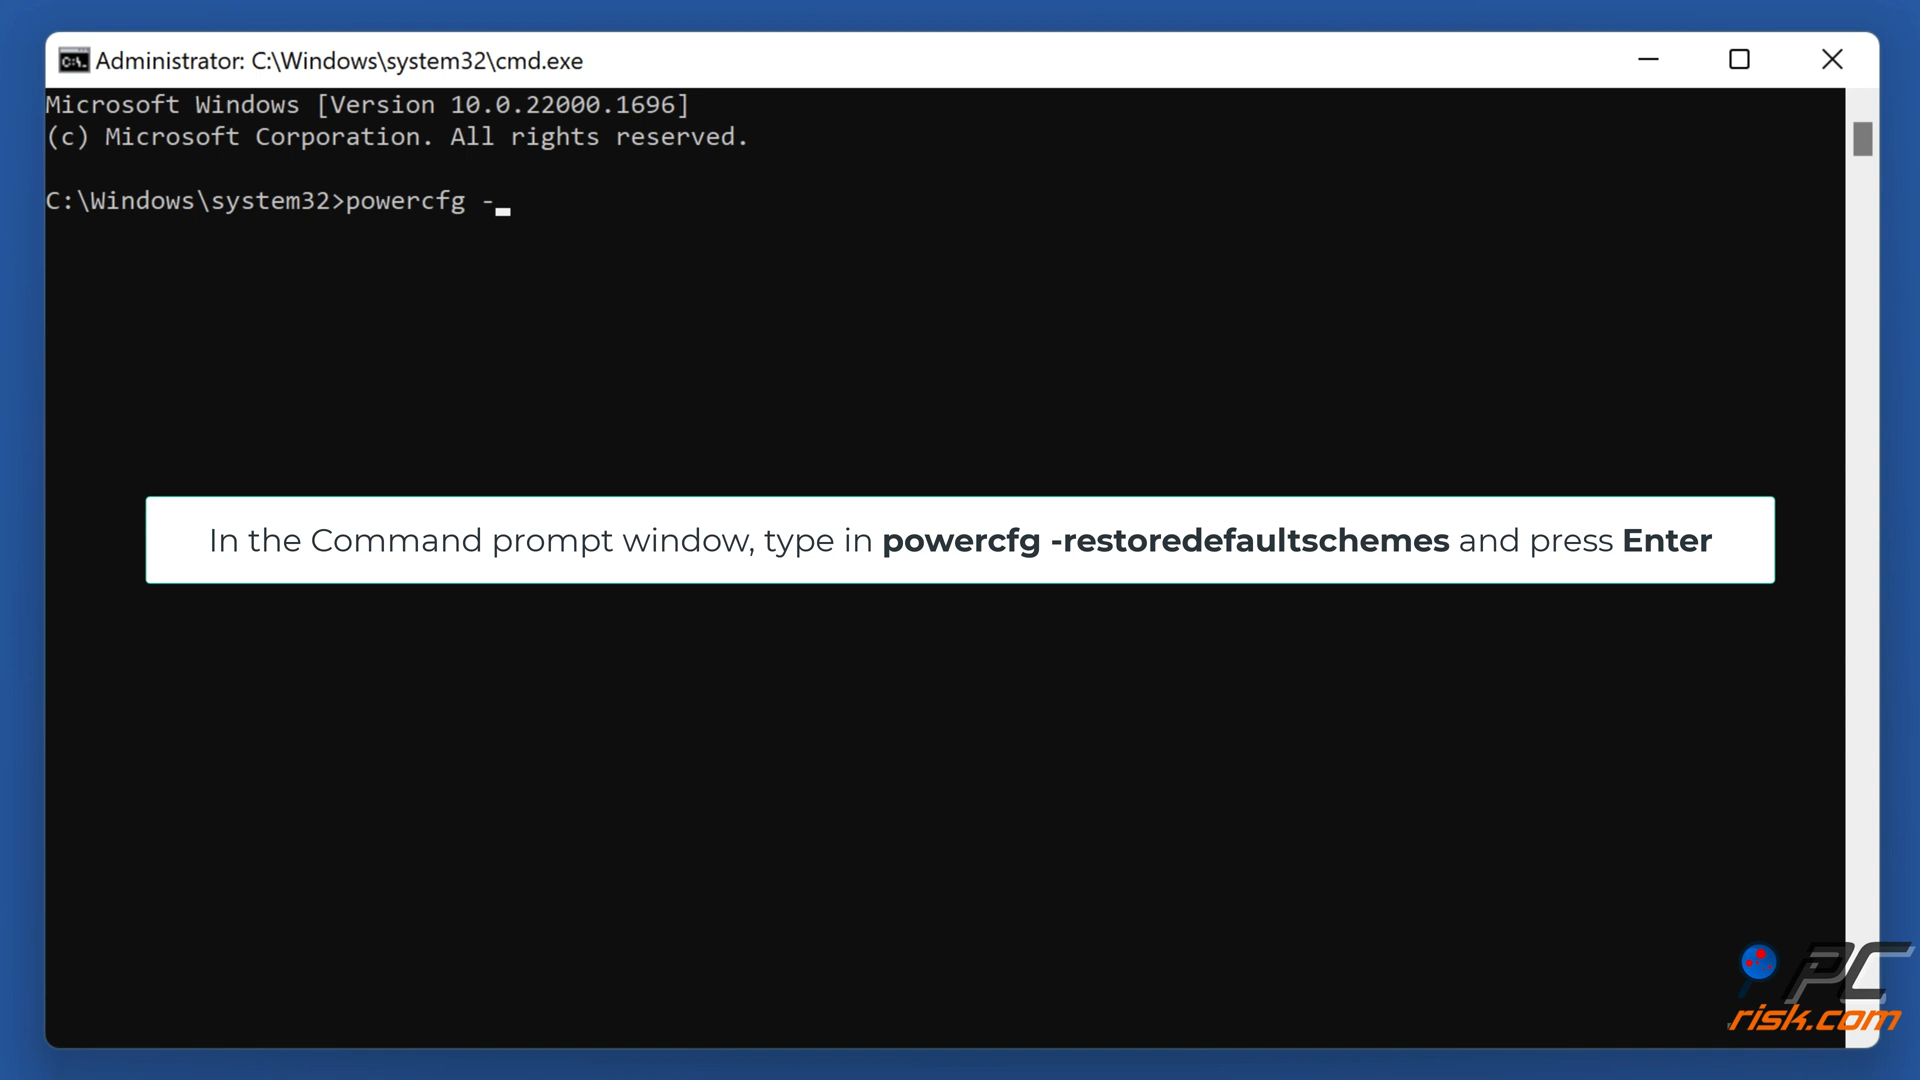 Administrator: C:\Windows\system32\cmd.exe
Microsoft Windows [Version 10.0.22000.1696]
(c) Microsoft Corporation. All rights reserved.
C:\Windows\system32>powercfg -_
In the Command prompt window, type in powercfg -restoredefaultschemes and press Enter
PC
risk.com